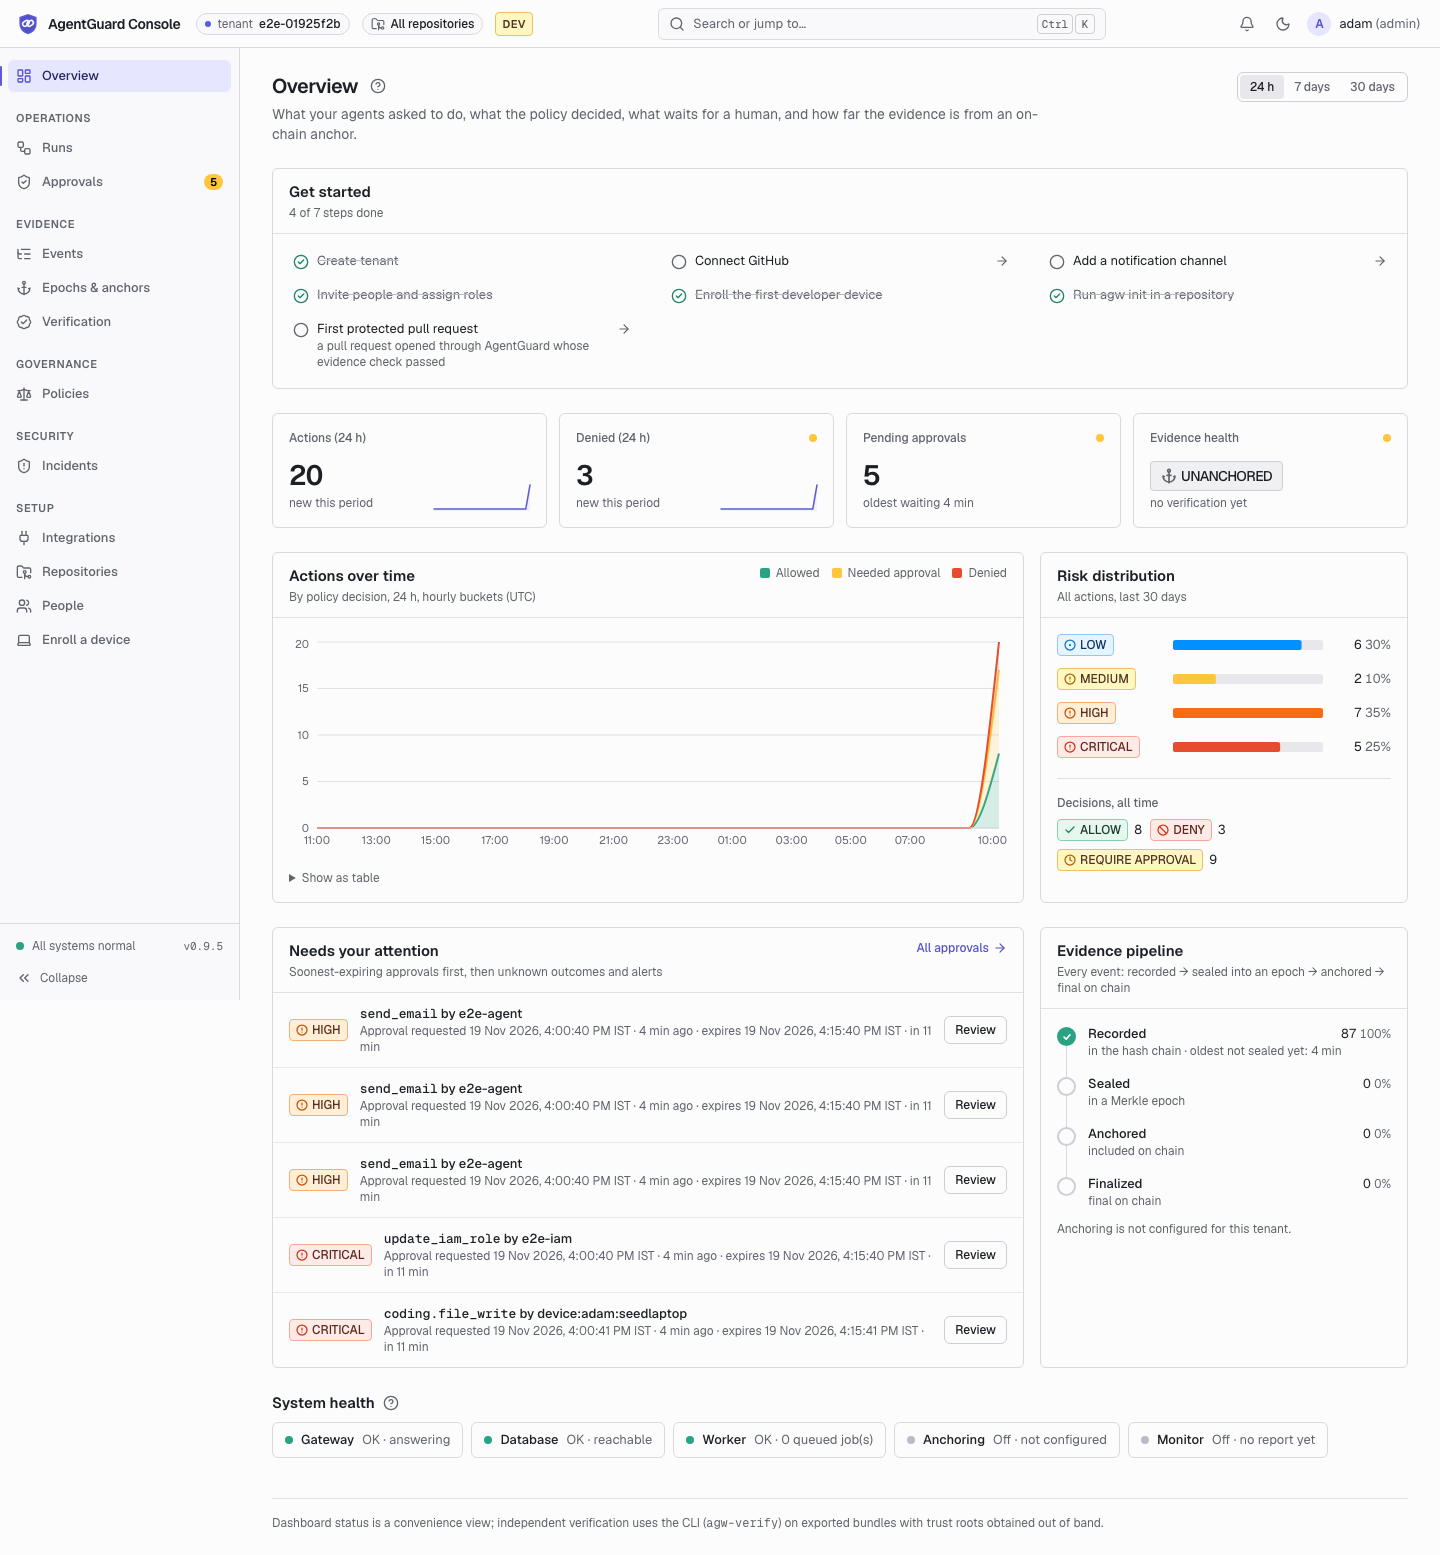 AgentGuard Console
tenant e2e-01925f2b
All repositories
DEV
Search or jump to...
Ctrl K
A
adam (admin)
Overview
OPERATIONS
Runs
Approvals
5
EVIDENCE
Events
Epochs & anchors
Verification
GOVERNANCE
Policies
SECURITY
Incidents
SETUP
Integrations
Repositories
People
Enroll a device
All systems normal
v0.9.5
Collapse
Overview
24 h
7 days
30 days
What your agents asked to do, what the policy decided, what waits for a human, and how far the evidence is from an on-
chain anchor.
Get started
4 of 7 steps done
Create tenant
Connect GitHub
Add a notification channel
Invite people and assign roles
Enroll the first developer device
Run agw init in a repository
First protected pull request
a pull request opened through AgentGuard whose
evidence check passed
Actions (24 h)
20
new this period
Denied (24 h)
3
new this period
Pending approvals
5
oldest waiting 4 min
Evidence health
UNANCHORED
no verification yet
Actions over time
By policy decision, 24 h, hourly buckets (UTC)
Allowed
Needed approval
Denied
20
15
10
5
0
11:00 13:00 15:00 17:00 19:00 21:00 23:00 01:00 03:00 05:00 07:00 10:00
Show as table
Risk distribution
All actions, last 30 days
LOW 6 30%
MEDIUM 2 10%
HIGH 7 35%
CRITICAL 5 25%
Decisions, all time
ALLOW 8 DENY 3
REQUIRE APPROVAL 9
Needs your attention
Soonest-expiring approvals first, then unknown outcomes and alerts
All approvals →
HIGH
send_email by e2e-agent
Approval requested 19 Nov 2026, 4:00:40 PM IST · 4 min ago · expires 19 Nov 2026, 4:15:40 PM IST · in 11
min
Review
HIGH
send_email by e2e-agent
Approval requested 19 Nov 2026, 4:00:40 PM IST · 4 min ago · expires 19 Nov 2026, 4:15:40 PM IST · in 11
min
Review
HIGH
send_email by e2e-agent
Approval requested 19 Nov 2026, 4:00:40 PM IST · 4 min ago · expires 19 Nov 2026, 4:15:40 PM IST · in 11
min
Review
CRITICAL
update_iam_role by e2e-iam
Approval requested 19 Nov 2026, 4:00:40 PM IST · 4 min ago · expires 19 Nov 2026, 4:15:40 PM IST ·
in 11 min
Review
CRITICAL
coding.file_write by device:adam:seedlaptop
Approval requested 19 Nov 2026, 4:00:41 PM IST · 4 min ago · expires 19 Nov 2026, 4:15:41 PM IST ·
in 11 min
Review
Evidence pipeline
Every event: recorded → sealed into an epoch → anchored →
final on chain
Recorded 87 100%
in the hash chain · oldest not sealed yet: 4 min
Sealed 0 0%
in a Merkle epoch
Anchored 0 0%
included on chain
Finalized 0 0%
final on chain
Anchoring is not configured for this tenant.
System health
Gateway OK · answering
Database OK · reachable
Worker OK · 0 queued job(s)
Anchoring Off · not configured
Monitor Off · no report yet
Dashboard status is a convenience view; independent verification uses the CLI (agw-verify) on exported bundles with trust roots obtained out of band.